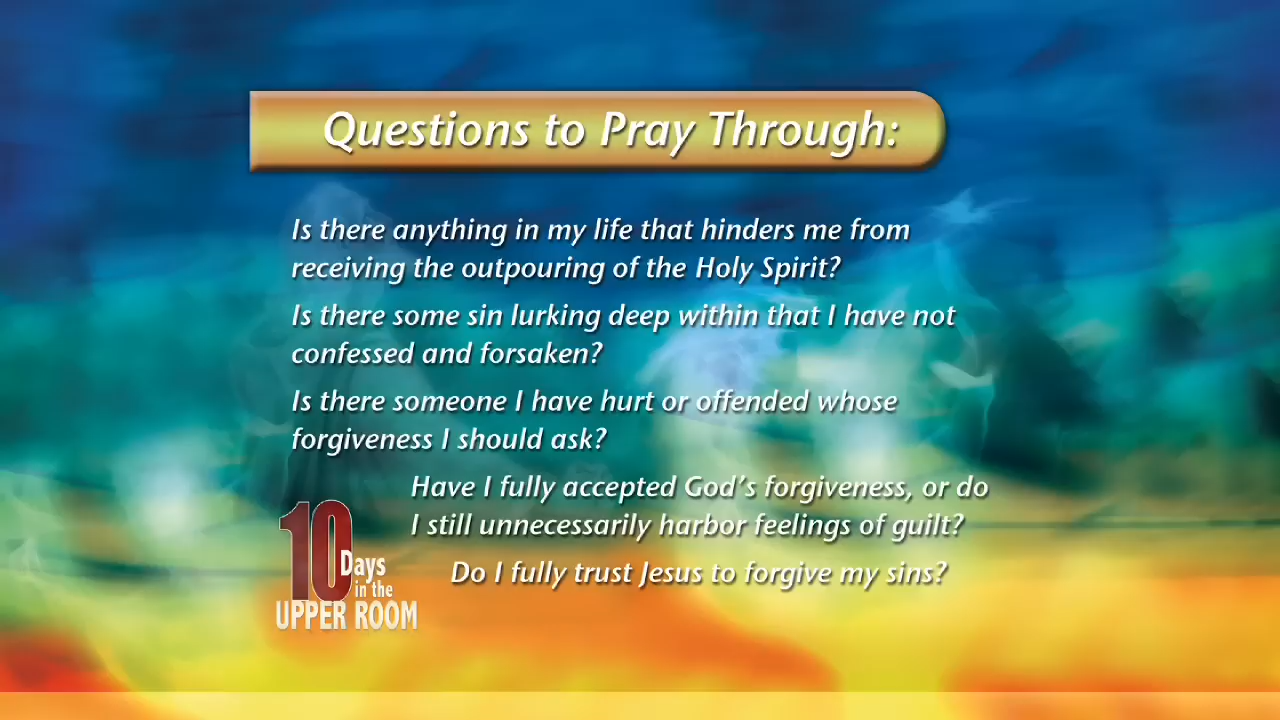 Questions to Pray Through:
Is there anything in my life that hinders me from
receiving the outpouring of the Holy Spirit?
Is there some sin lurking deep within that I have not
confessed and forsaken?
Is there someone I have hurt or offended whose
forgiveness I should ask?
Have I fully accepted God's forgiveness, or do
I still unnecessarily harbor feelings of guilt?
Do I fully trust Jesus to forgive my sins?
10
Days
in the
UPPER ROOM